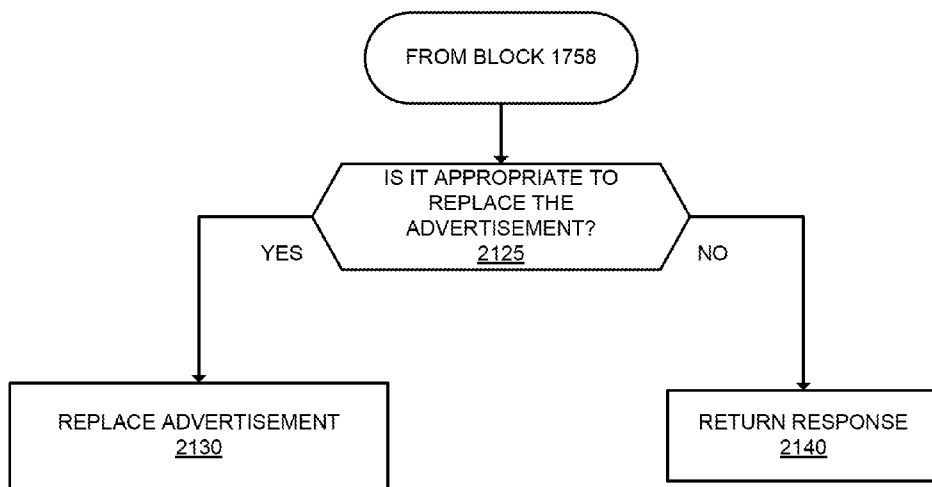 FROM BLOCK 1758
IS IT APPROPRIATE TO
REPLACE THE
ADVERTISEMENT?
2125
YES
NO
REPLACE ADVERTISEMENT
2130
RETURN RESPONSE
2140